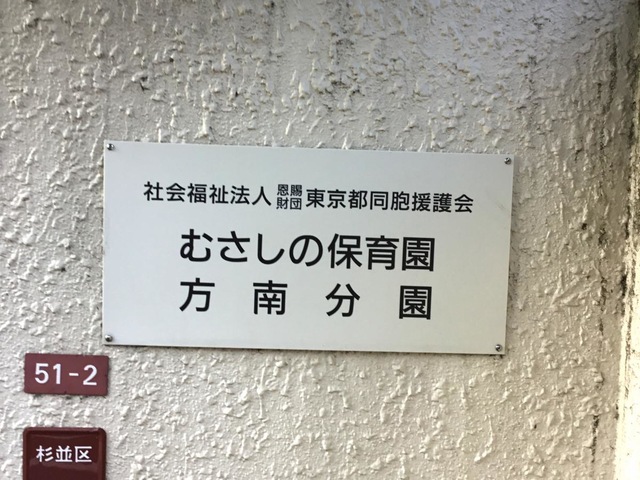 社会福祉法人 恩賜財団 東京都同胞援護会
むさしの保育園
方南分園
51-2
杉並区